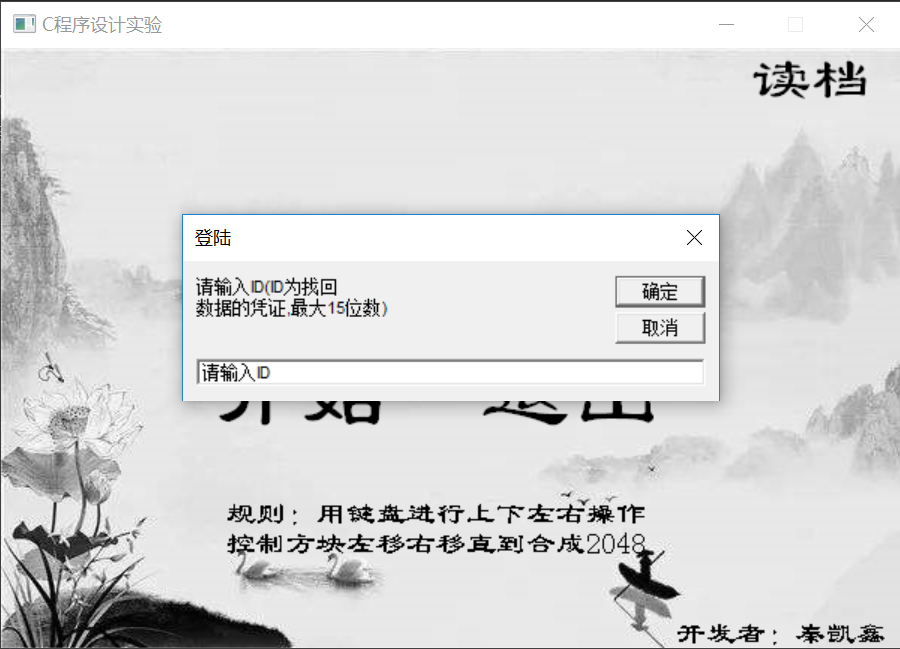 C程序设计实验
读档
登陆
请输入ID(ID为找回
数据的凭证,最大15位数)
确定
取消
请输入ID
开始 退出
规则：用键盘进行上下左右操作
控制方块左移右移直到合成2048
开发者：秦凯鑫